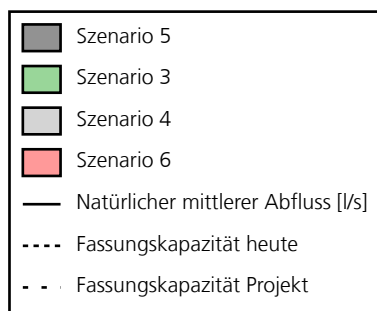 Szenario 5
Szenario 3
Szenario 4
Szenario 6
Natürlicher mittlerer Abfluss [l/s]
Fassungskapazität heute
Fassungskapazität Projekt